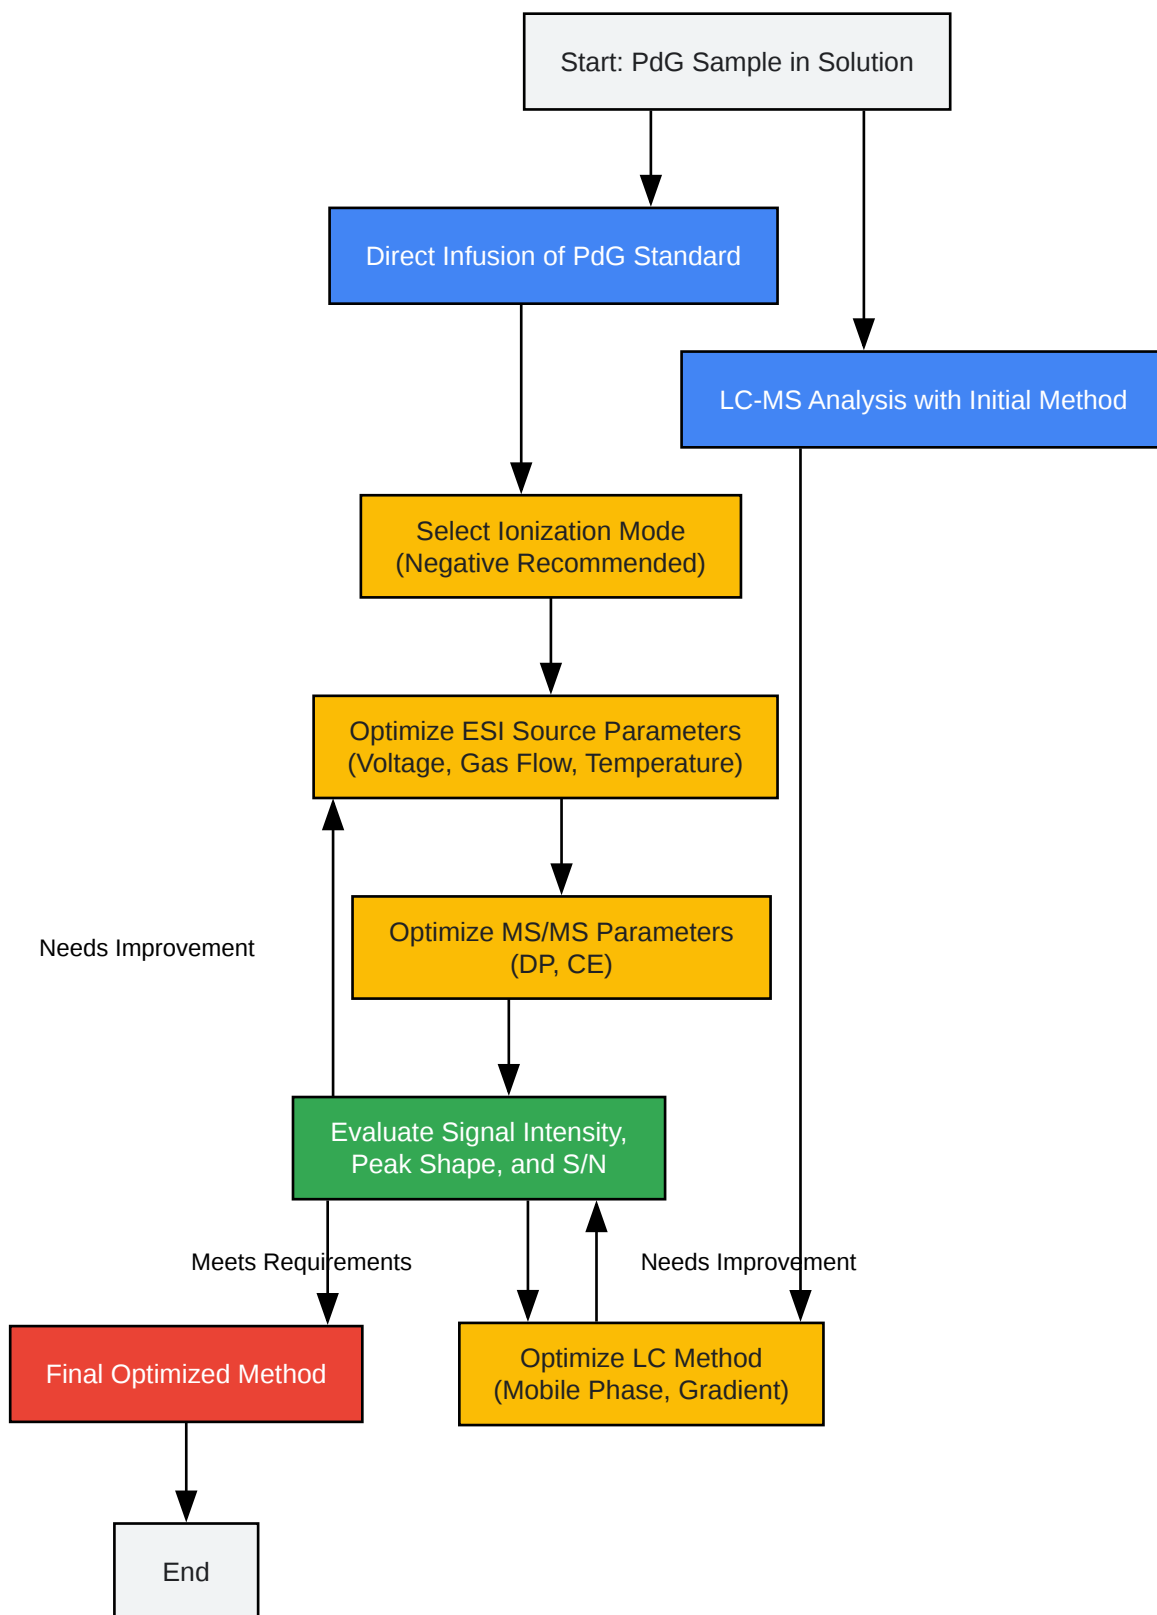 Start: PdG Sample in Solution
Direct Infusion of PdG Standard
LC-MS Analysis with Initial Method
Select Ionization Mode
(Negative Recommended)
Optimize ESI Source Parameters
(Voltage, Gas Flow, Temperature)
Needs Improvement
Optimize MS/MS Parameters
(DP, CE)
Evaluate Signal Intensity,
Peak Shape, and S/N
Meets Requirements
Needs Improvement
Final Optimized Method
Optimize LC Method
(Mobile Phase, Gradient)
End